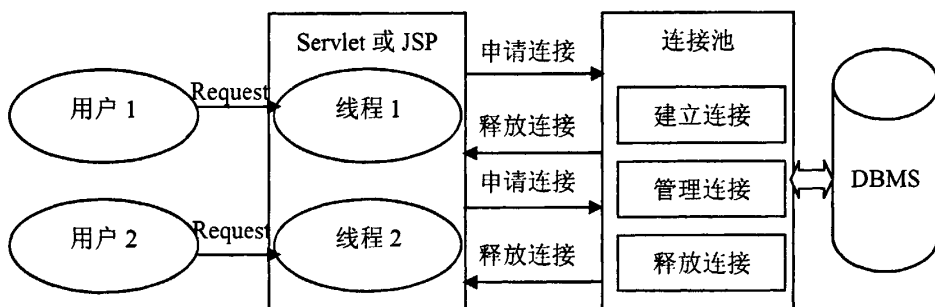 Servlet 或 JSP
连接池
申请连接
用户 1
Request
线程 1
建立连接
释放连接
申请连接
管理连接
DBMS
用户 2
Request
线程 2
释放连接
释放连接